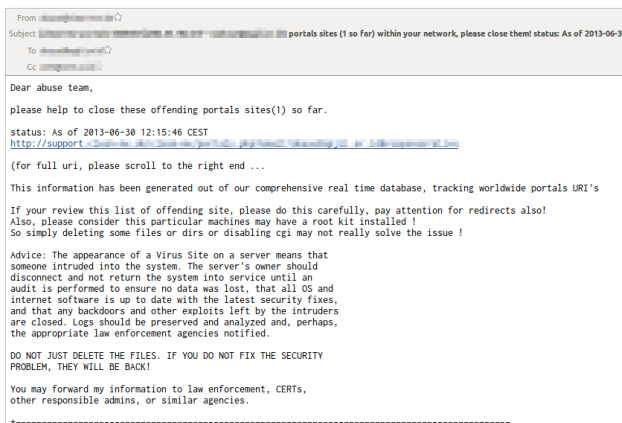 From
Subject portals sites (1 so far) within your network, please close them! status: As of 2013-06-3
To
Cc
Dear abuse team,
please help to close these offending portals sites(1) so far.
status: As of 2013-06-30 12:15:46 CEST
http://support.
(for full uri, please scroll to the right end ...
This information has been generated out of our comprehensive real time database, tracking worldwide portals URI's
If your review this list of offending site, please do this carefully, pay attention for redirects also!
Also, please consider this particular machines may have a root kit installed !
So simply deleting some files or dirs or disabling cgi may not really solve the issue !
Advice: The appearance of a Virus Site on a server means that
someone intruded into the system. The server's owner should
disconnect and not return the system into service until an
audit is performed to ensure no data was lost, that all OS and
internet software is up to date with the latest security fixes,
and that any backdoors and other exploits left by the intruders
are closed. Logs should be preserved and analyzed and, perhaps,
the appropriate law enforcement agencies notified.
DO NOT JUST DELETE THE FILES. IF YOU DO NOT FIX THE SECURITY
PROBLEM, THEY WILL BE BACK!
You may forward my information to law enforcement, CERTs,
other responsible admins, or similar agencies.
+-----------------------------------------------------------------------------------------------